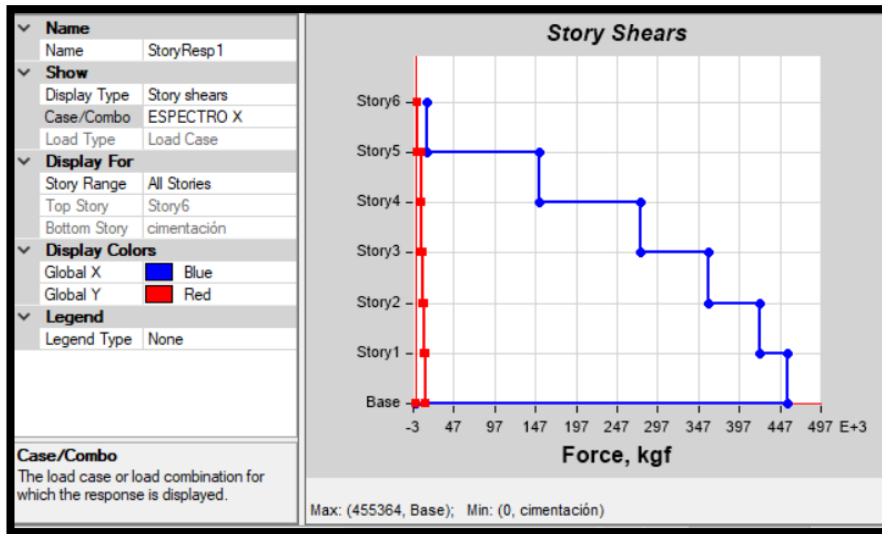 Name
Name StoryResp1
Show
Display Type Story shears
Case/Combo ESPECTRO X
Load Type Load Case
Display For
Story Range All Stories
Top Story Story6
Bottom Story cimentación
Display Colors
Global X Blue
Global Y Red
Legend
Legend Type None
Case/Combo
The load case or load combination for
which the response is displayed.
Story Shears
Story6
Story5
Story4
Story3
Story2
Story1
Base
-3 47 97 147 197 247 297 347 397 447 497 E+3
Force, kgf
Max: (455364, Base); Min: (0, cimentación)